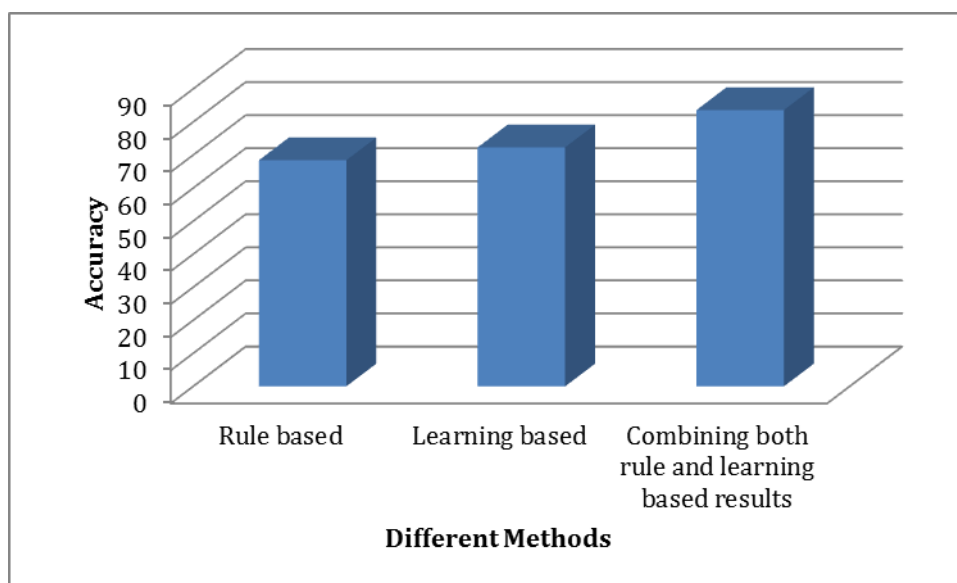 90
80
70
60
50
40
30
20
10
0
Accuracy
Rule based
Learning based
Combining both
rule and learning
based results
Different Methods